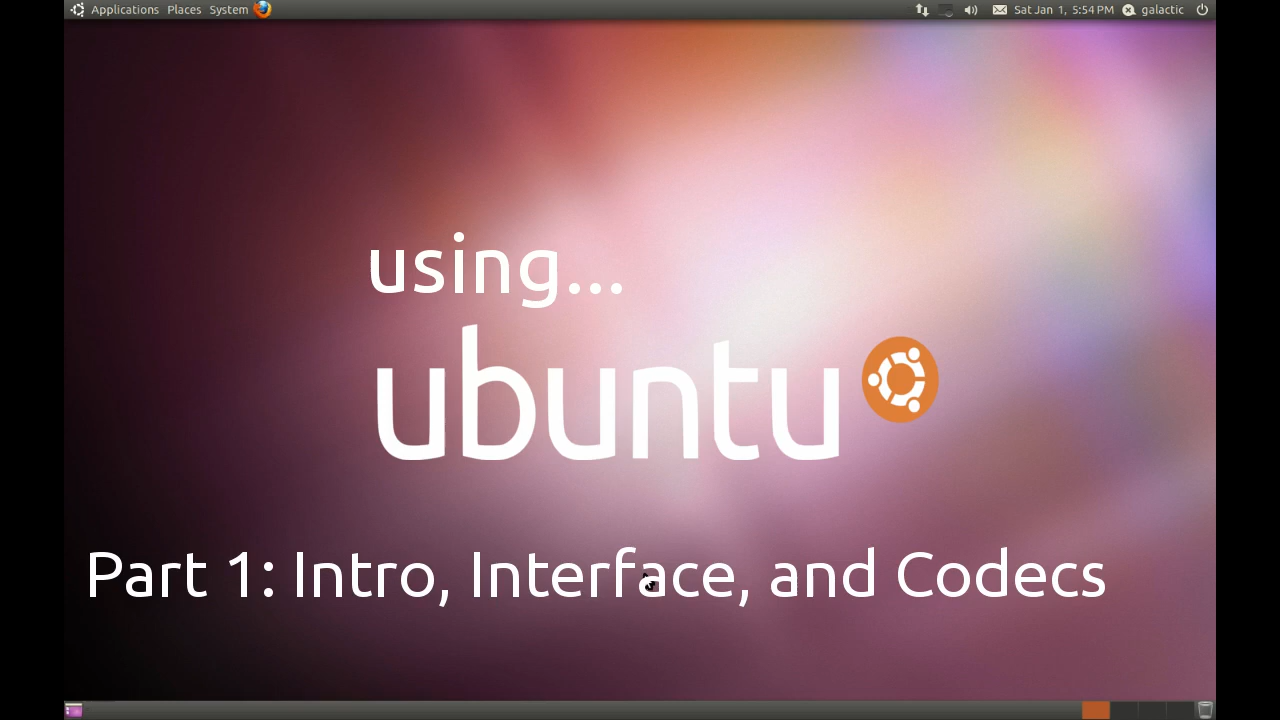 Applications Places System Sat Jan 1, 5:54 PM galactic
using...
ubuntu
Part 1: Intro, Interface, and Codecs